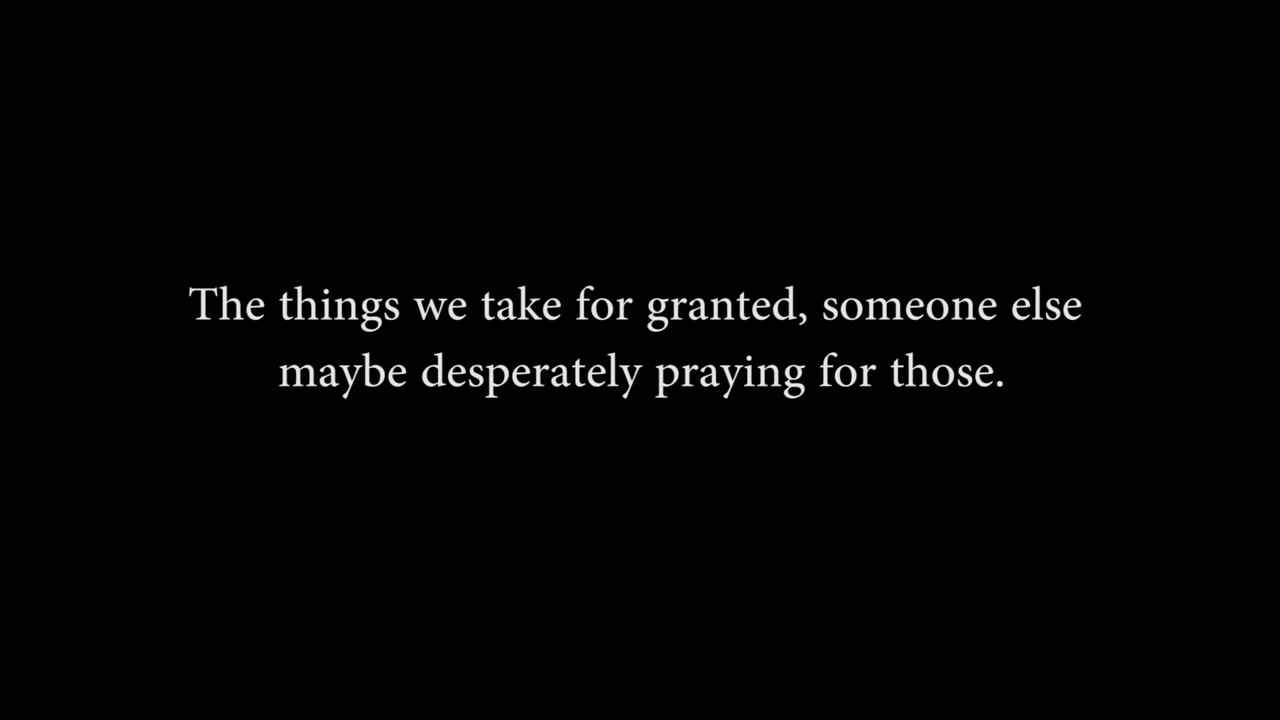 The things we take for granted, someone else
maybe desperately praying for those.